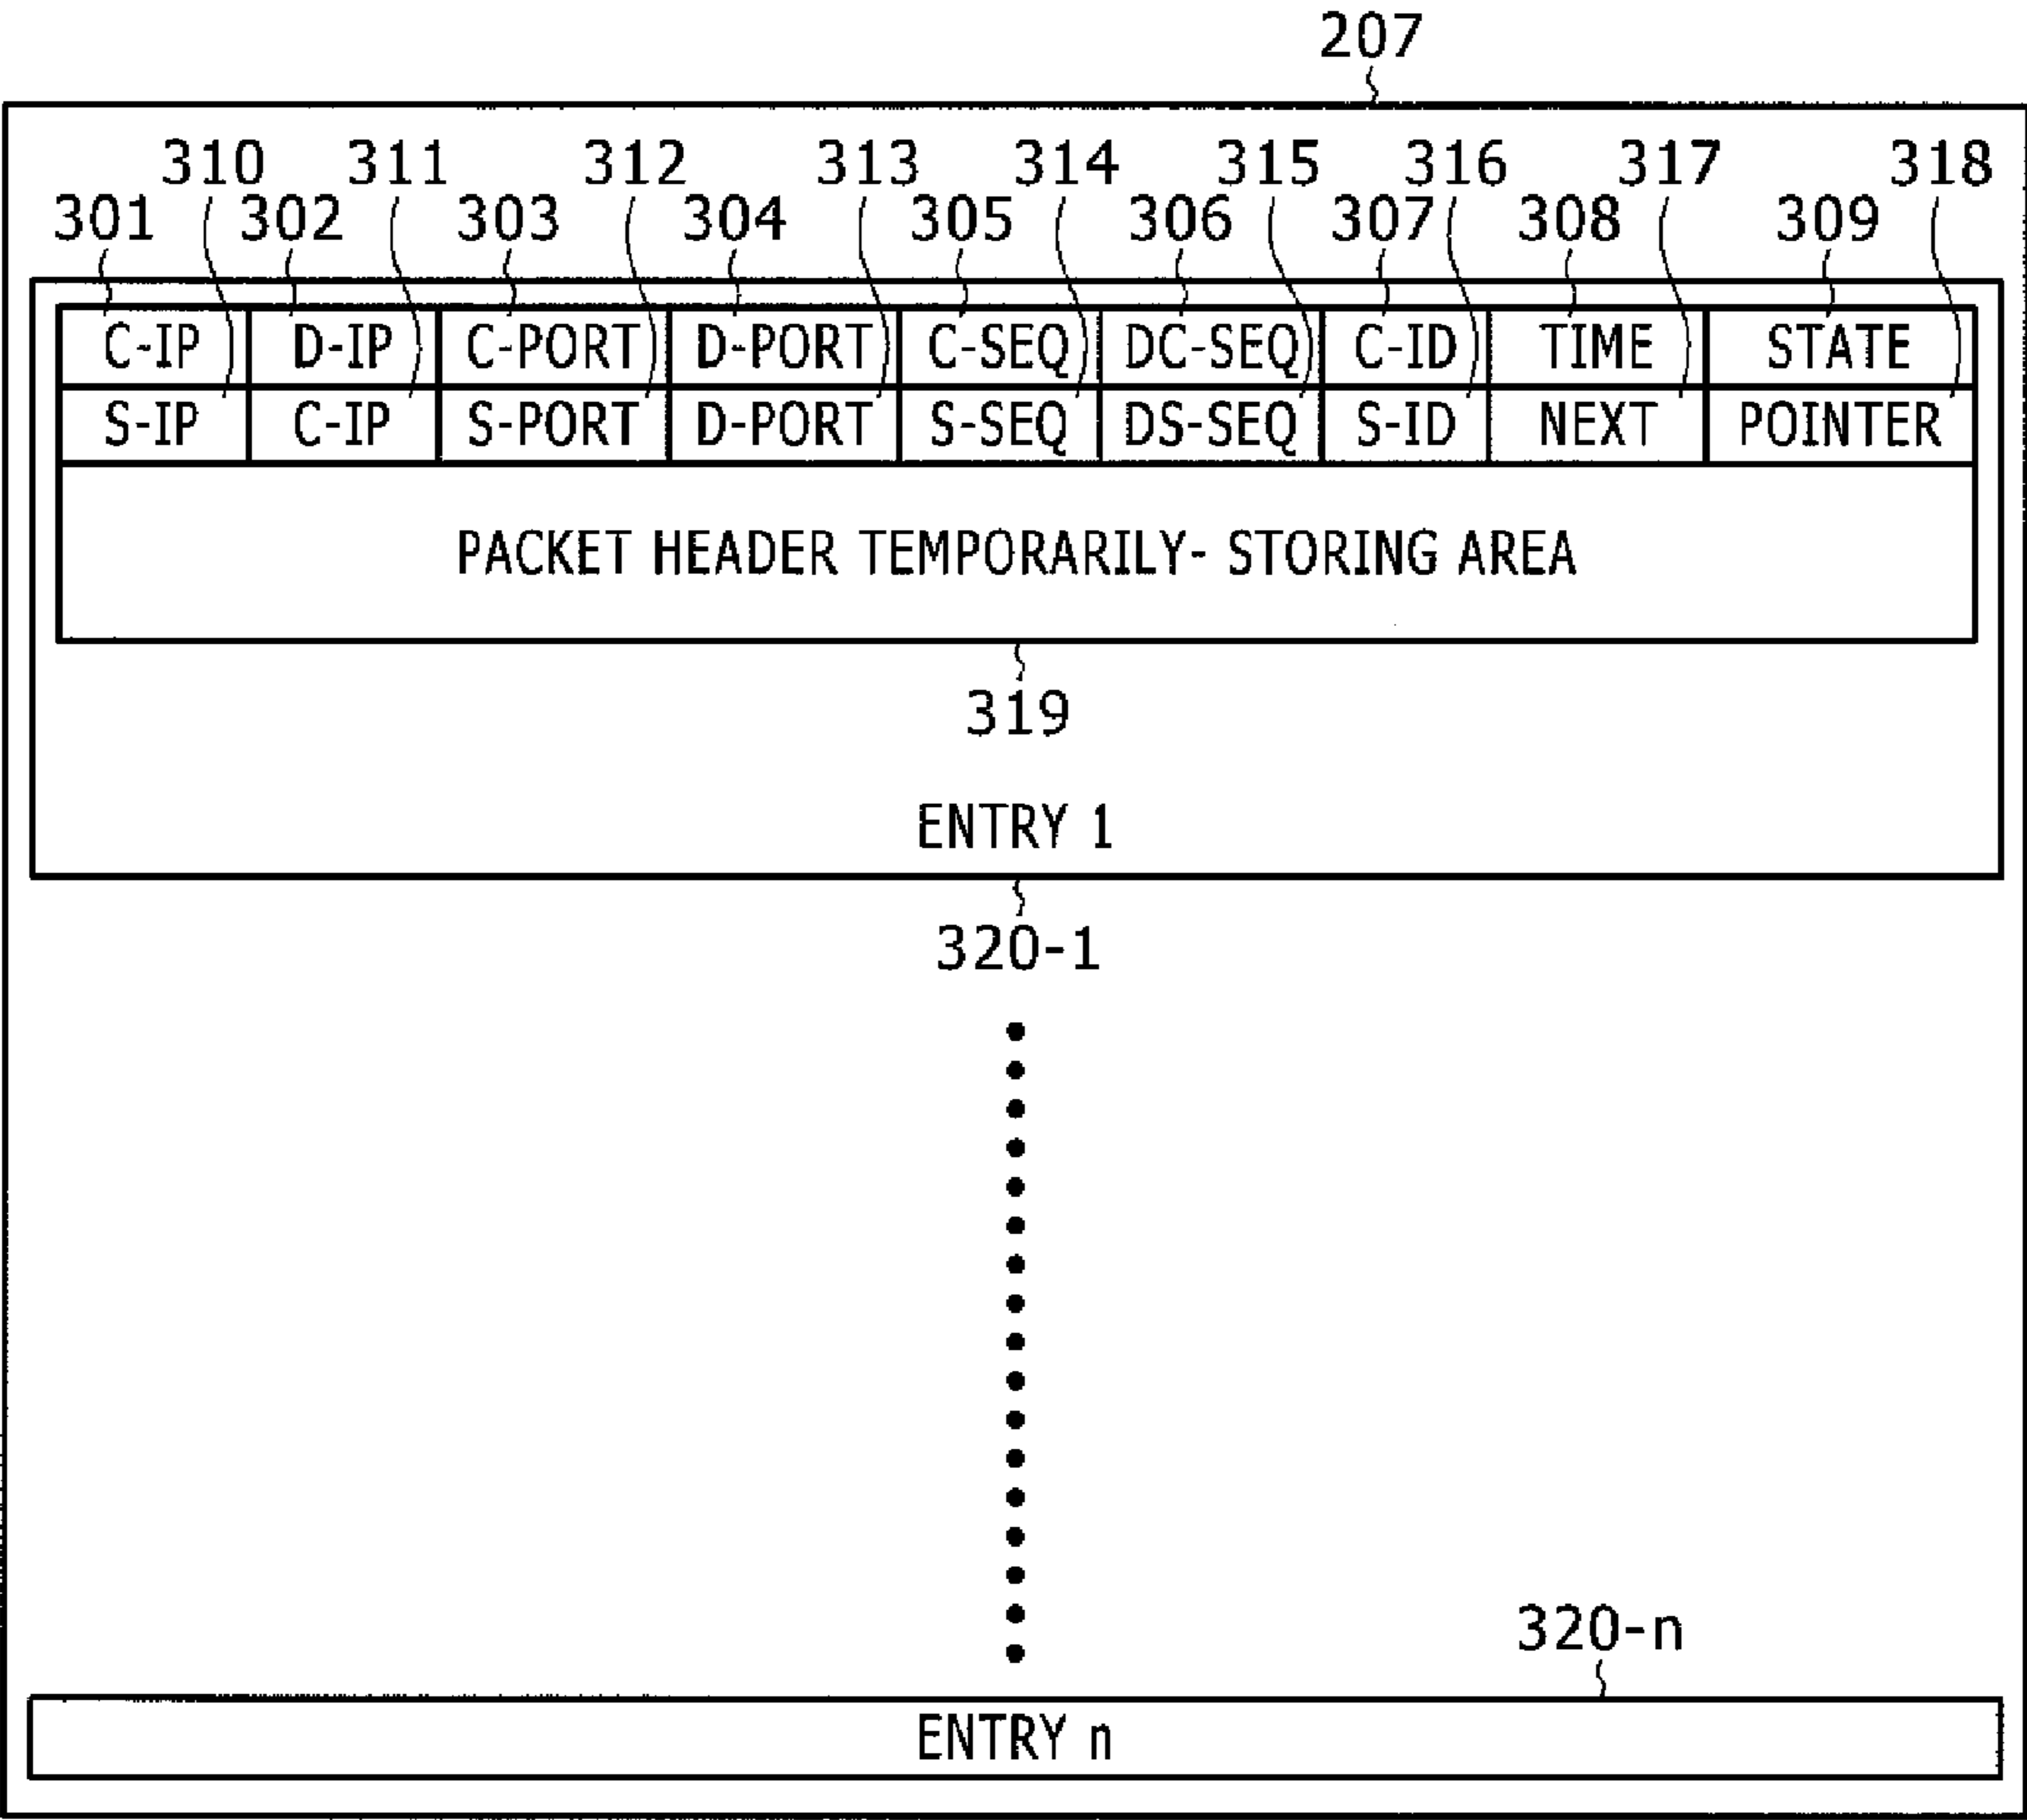 207
310 311 312 313 314 315 316 317 318
301 302 303 304 305 306 307 308 309
C-IP D-IP C-PORT D-PORT C-SEQ DC-SEQ C-ID TIME STATE
S-IP C-IP S-PORT D-PORT S-SEQ DS-SEQ S-ID NEXT POINTER
PACKET HEADER TEMPORARILY- STORING AREA
319
ENTRY 1
320-1
320-n
ENTRY n